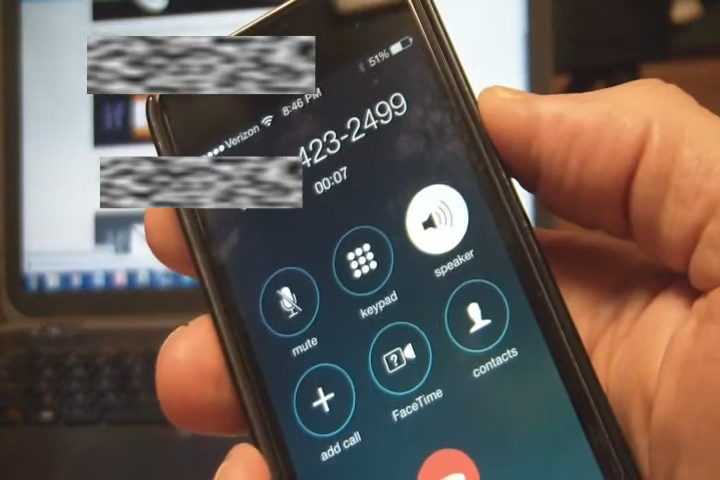 Verizon 8:46 PM 51%
423-2499
00:07
mute keypad speaker
add call FaceTime contacts